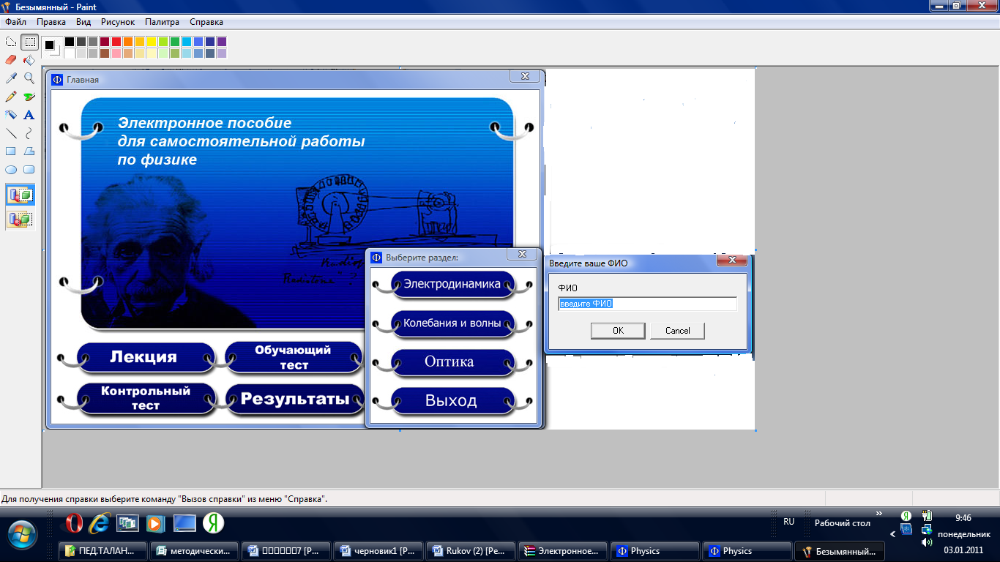 Безымянный - Paint
Файл Правка Вид Рисунок Палитра Справка
Ф Главная
Электронное пособие
для самостоятельной работы
по физике
Ф Выберите раздел:
Электродинамика
Колебания и волны
Оптика
Выход
Лекция
Обучающий
тест
Контрольный
тест
Результаты
Введите ваше ФИО
ФИО
введите ФИО
OK Cancel
Для получения справки выберите команду "Вызов справки" из меню "Справка".
RU
Рабочий стол
9:46
понедельник
03.01.2011
ПЕД.ТАЛАН... методически... 7 [P... черновик1 [P... Rukov (2) [Ре... Электронное... Physics Physics Безымянный...